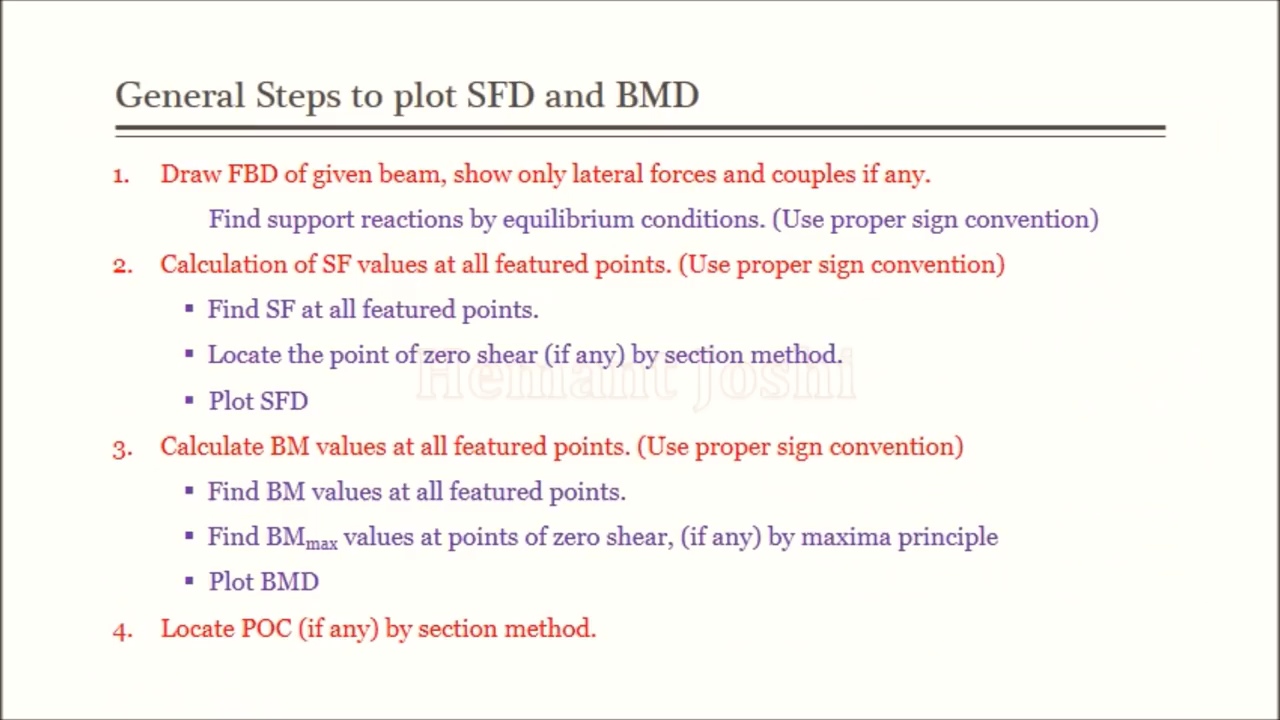 General Steps to plot SFD and BMD
1. Draw FBD of given beam, show only lateral forces and couples if any.
Find support reactions by equilibrium conditions. (Use proper sign convention)
2. Calculation of SF values at all featured points. (Use proper sign convention)
▪ Find SF at all featured points.
▪ Locate the point of zero shear (if any) by section method.
Hemant Joshi
▪ Plot SFD
3. Calculate BM values at all featured points. (Use proper sign convention)
▪ Find BM values at all featured points.
▪ Find BMmax values at points of zero shear, (if any) by maxima principle
▪ Plot BMD
4. Locate POC (if any) by section method.